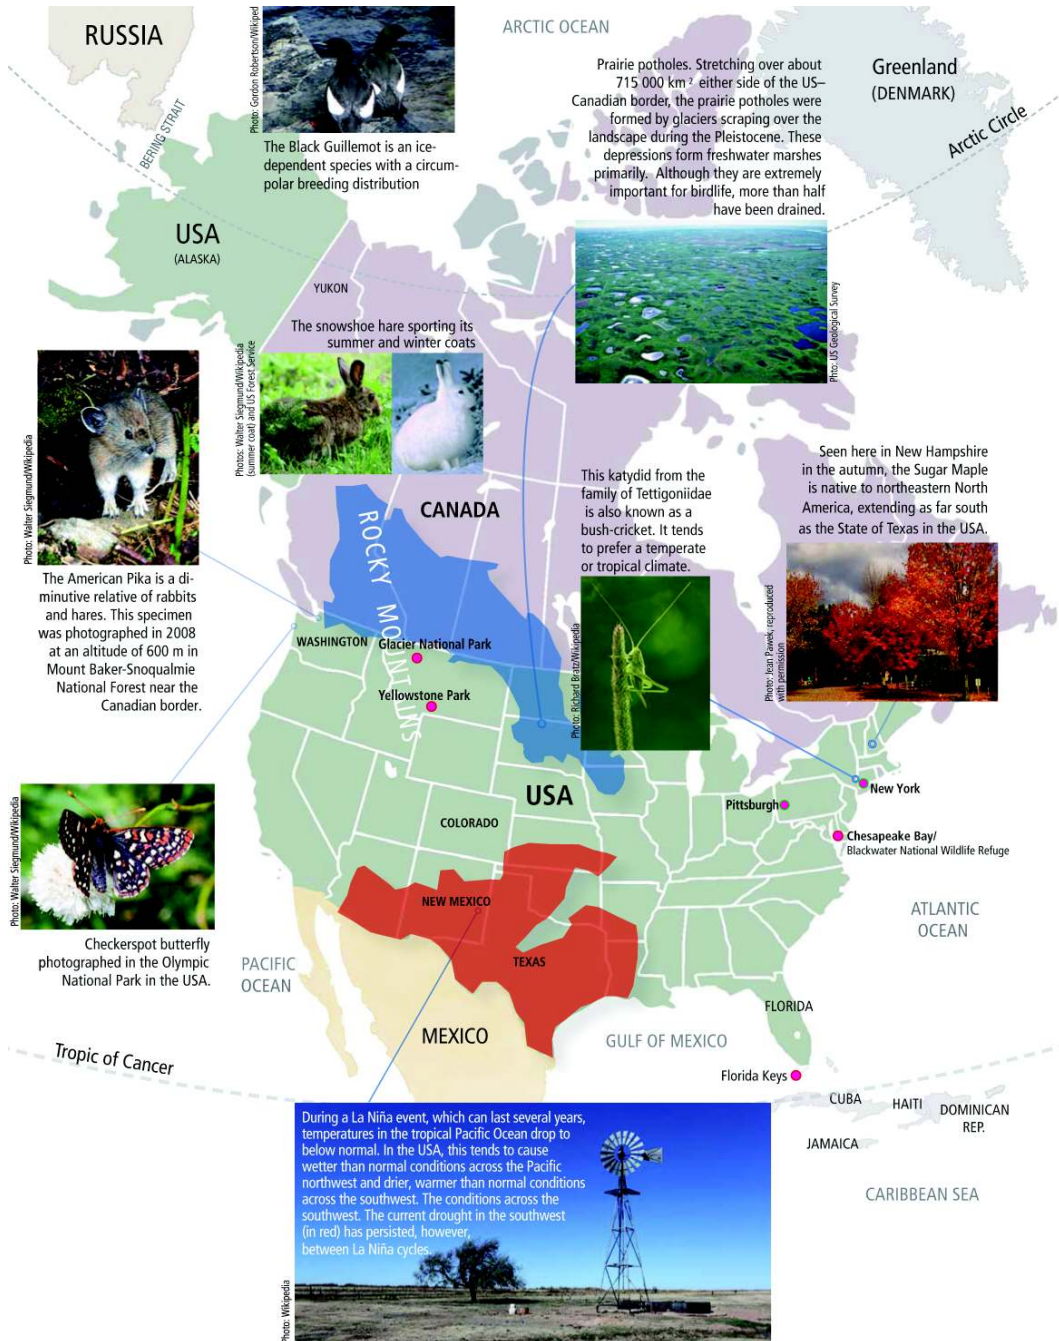 RUSSIA
BERING STRAIT
USA
(ALASKA)
Photo: Gordon Robertson/Wikiped
The Black Guillemot is an ice-
dependent species with a circum-
polar breeding distribution
ARCTIC OCEAN
Prairie potholes. Stretching over about
715 000 km² either side of the US–
Canadian border, the prairie potholes were
formed by glaciers scraping over the
landscape during the Pleistocene. These
depressions form freshwater marshes
primarily. Although they are extremely
important for birdlife, more than half
have been drained.
Phto: US Geological Survey
Greenland
(DENMARK)
Arctic Circle
YUKON
The snowshoe hare sporting its
summer and winter coats
Photos: Walter Siegmund/Wikipedia
(summer coat) and US Forest Service
Photo: Walter Siegmund/Wikipedia
The American Pika is a di-
minutive relative of rabbits
and hares. This specimen
was photographed in 2008
at an altitude of 600 m in
Mount Baker-Snoqualmie
National Forest near the
Canadian border.
CANADA
ROCKY MOUNTAINS
This katydid from the
family of Tettigoniidae
is also known as a
bush-cricket. It tends
to prefer a temperate
or tropical climate.
Photo: Richard Bratz/Wikipedia
Seen here in New Hampshire
in the autumn, the Sugar Maple
is native to northeastern North
America, extending as far south
as the State of Texas in the USA.
Photo: Jean Pawek; reproduced
with permission
WASHINGTON
Glacier National Park
Yellowstone Park
USA
COLORADO
Pittsburgh
New York
Chesapeake Bay/
Blackwater National Wildlife Refuge
Photo: Walter Siegmund/Wikipedia
Checkerspot butterfly
photographed in the Olympic
National Park in the USA.
NEW MEXICO
TEXAS
ATLANTIC
OCEAN
PACIFIC
OCEAN
FLORIDA
MEXICO
GULF OF MEXICO
Tropic of Cancer
Florida Keys
CUBA
HAITI
DOMINICAN
REP.
JAMAICA
CARIBBEAN SEA
During a La Niña event, which can last several years,
temperatures in the tropical Pacific Ocean drop to
below normal. In the USA, this tends to cause
wetter than normal conditions across the Pacific
northwest and drier, warmer than normal conditions
across the southwest. The conditions across the
southwest. The current drought in the southwest
(in red) has persisted, however,
between La Niña cycles.
Photo: Wikipedia